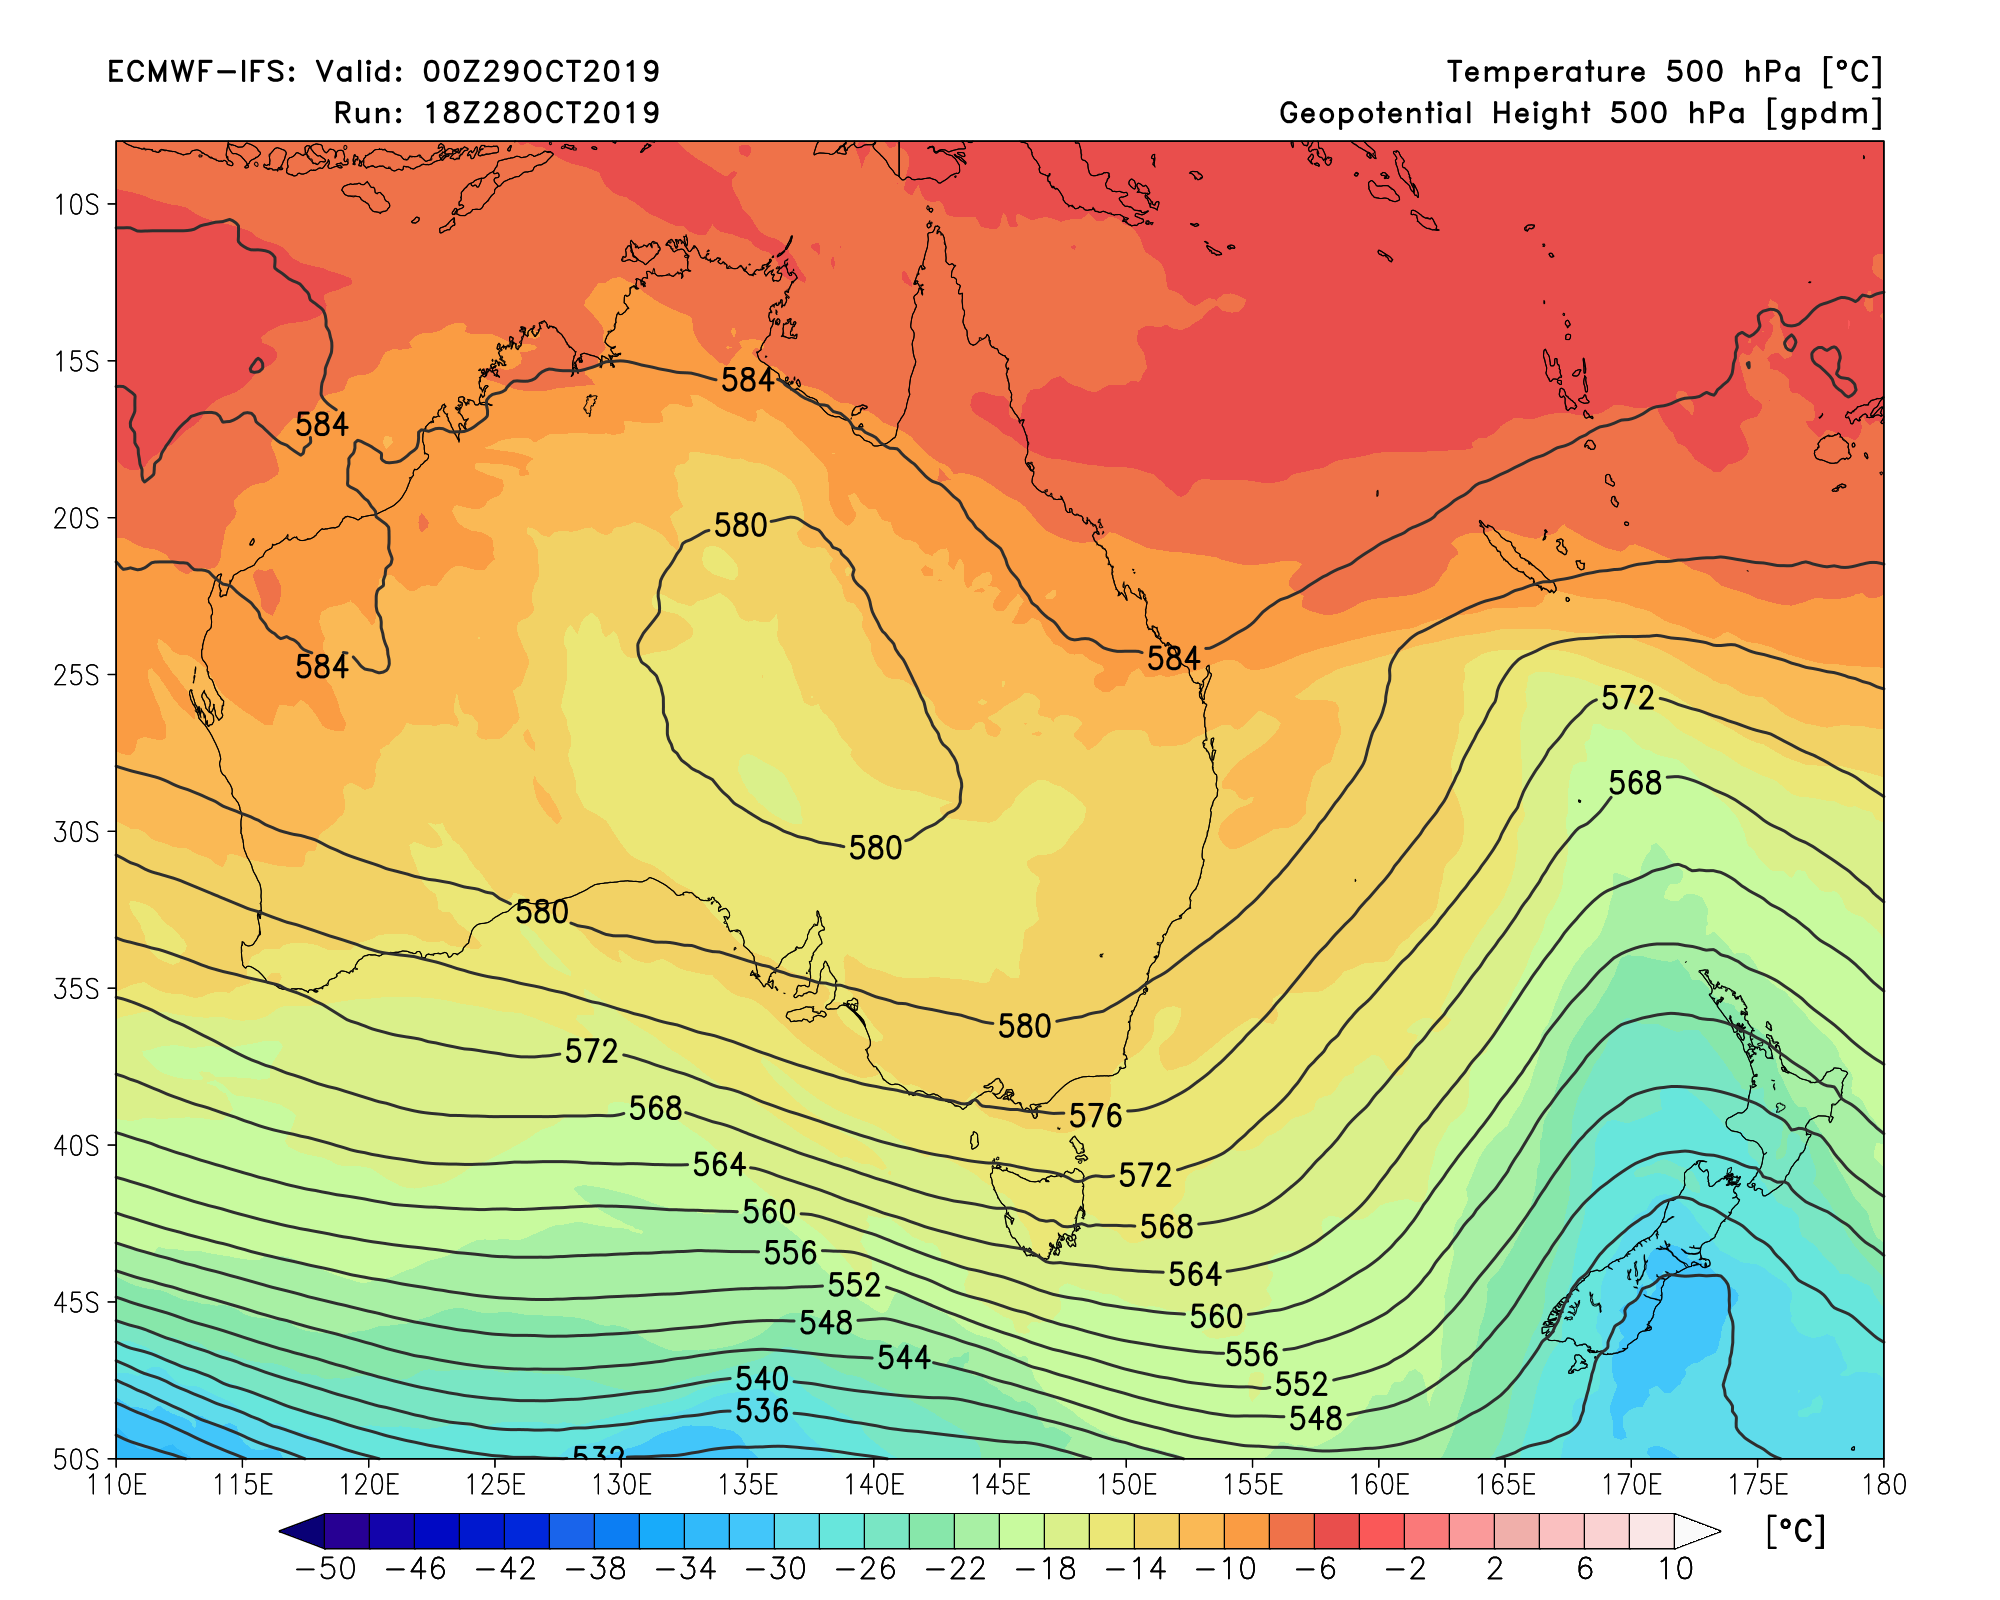 ECMWF-IFS: Valid: 00Z29OCT2019
Run: 18Z28OCT2019
Temperature 500 hPa [°C]
Geopotential Height 500 hPa [gpdm]
10S
15S
584
584
20S
580
25S
584
584
572
568
30S
580
580
35S
580
572
568
576
40S
564
572
560
568
556
564
45S
552
560
548
556
544
552
540
548
536
532
50S
110E 115E 120E 125E 130E 135E 140E 145E 150E 155E 160E 165E 170E 175E 180
-50 -46 -42 -38 -34 -30 -26 -22 -18 -14 -10 -6 -2 2 6 10
[°C]